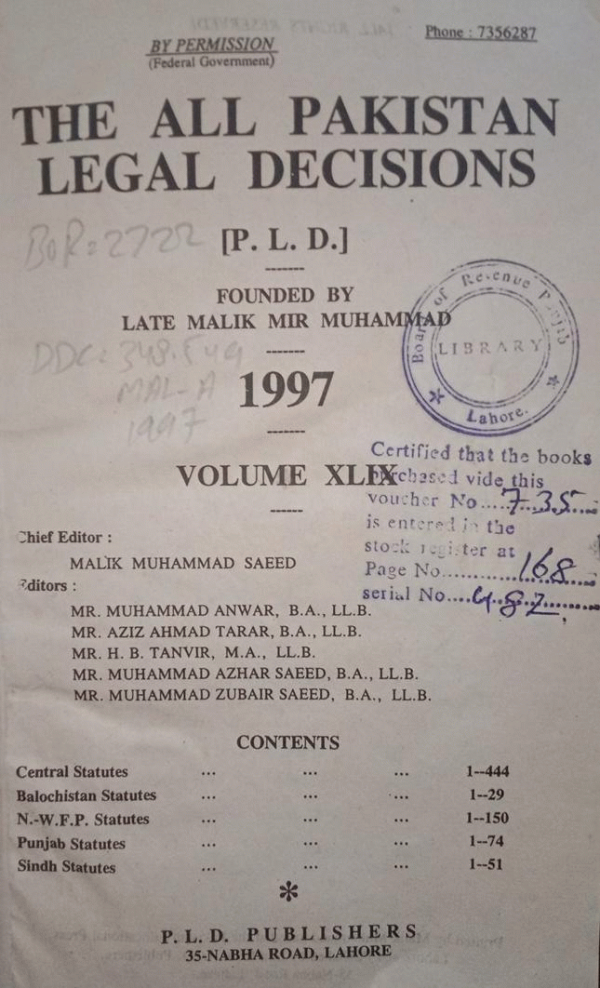 BY PERMISSION
(Federal Government)
Phone : 7356287
THE ALL PAKISTAN
LEGAL DECISIONS
BOR=2722
[P. L. D.]
FOUNDED BY
LATE MALIK MIR MUHAMMAD
Board of Revenue Punjab
LIBRARY
Lahore.
DDC: 348.549
MAL-A
1997
1997
VOLUME XLIX
Certified that the books
purchased vide this
voucher No.....735.....
is entered in the
stock register at
Page No..........168.....
serial No....482.........
Chief Editor :
MALIK MUHAMMAD SAEED
Editors :
MR. MUHAMMAD ANWAR, B.A., LL.B.
MR. AZIZ AHMAD TARAR, B.A., LL.B.
MR. H. B. TANVIR, M.A., LL.B.
MR. MUHAMMAD AZHAR SAEED, B.A., LL.B.
MR. MUHAMMAD ZUBAIR SAEED, B.A., LL.B.
CONTENTS
Central Statutes ... ... ... 1--444
Balochistan Statutes ... ... ... 1--29
N.-W.F.P. Statutes ... ... ... 1--150
Punjab Statutes ... ... ... 1--74
Sindh Statutes ... ... ... 1--51
P. L. D. PUBLISHERS
35-NABHA ROAD, LAHORE